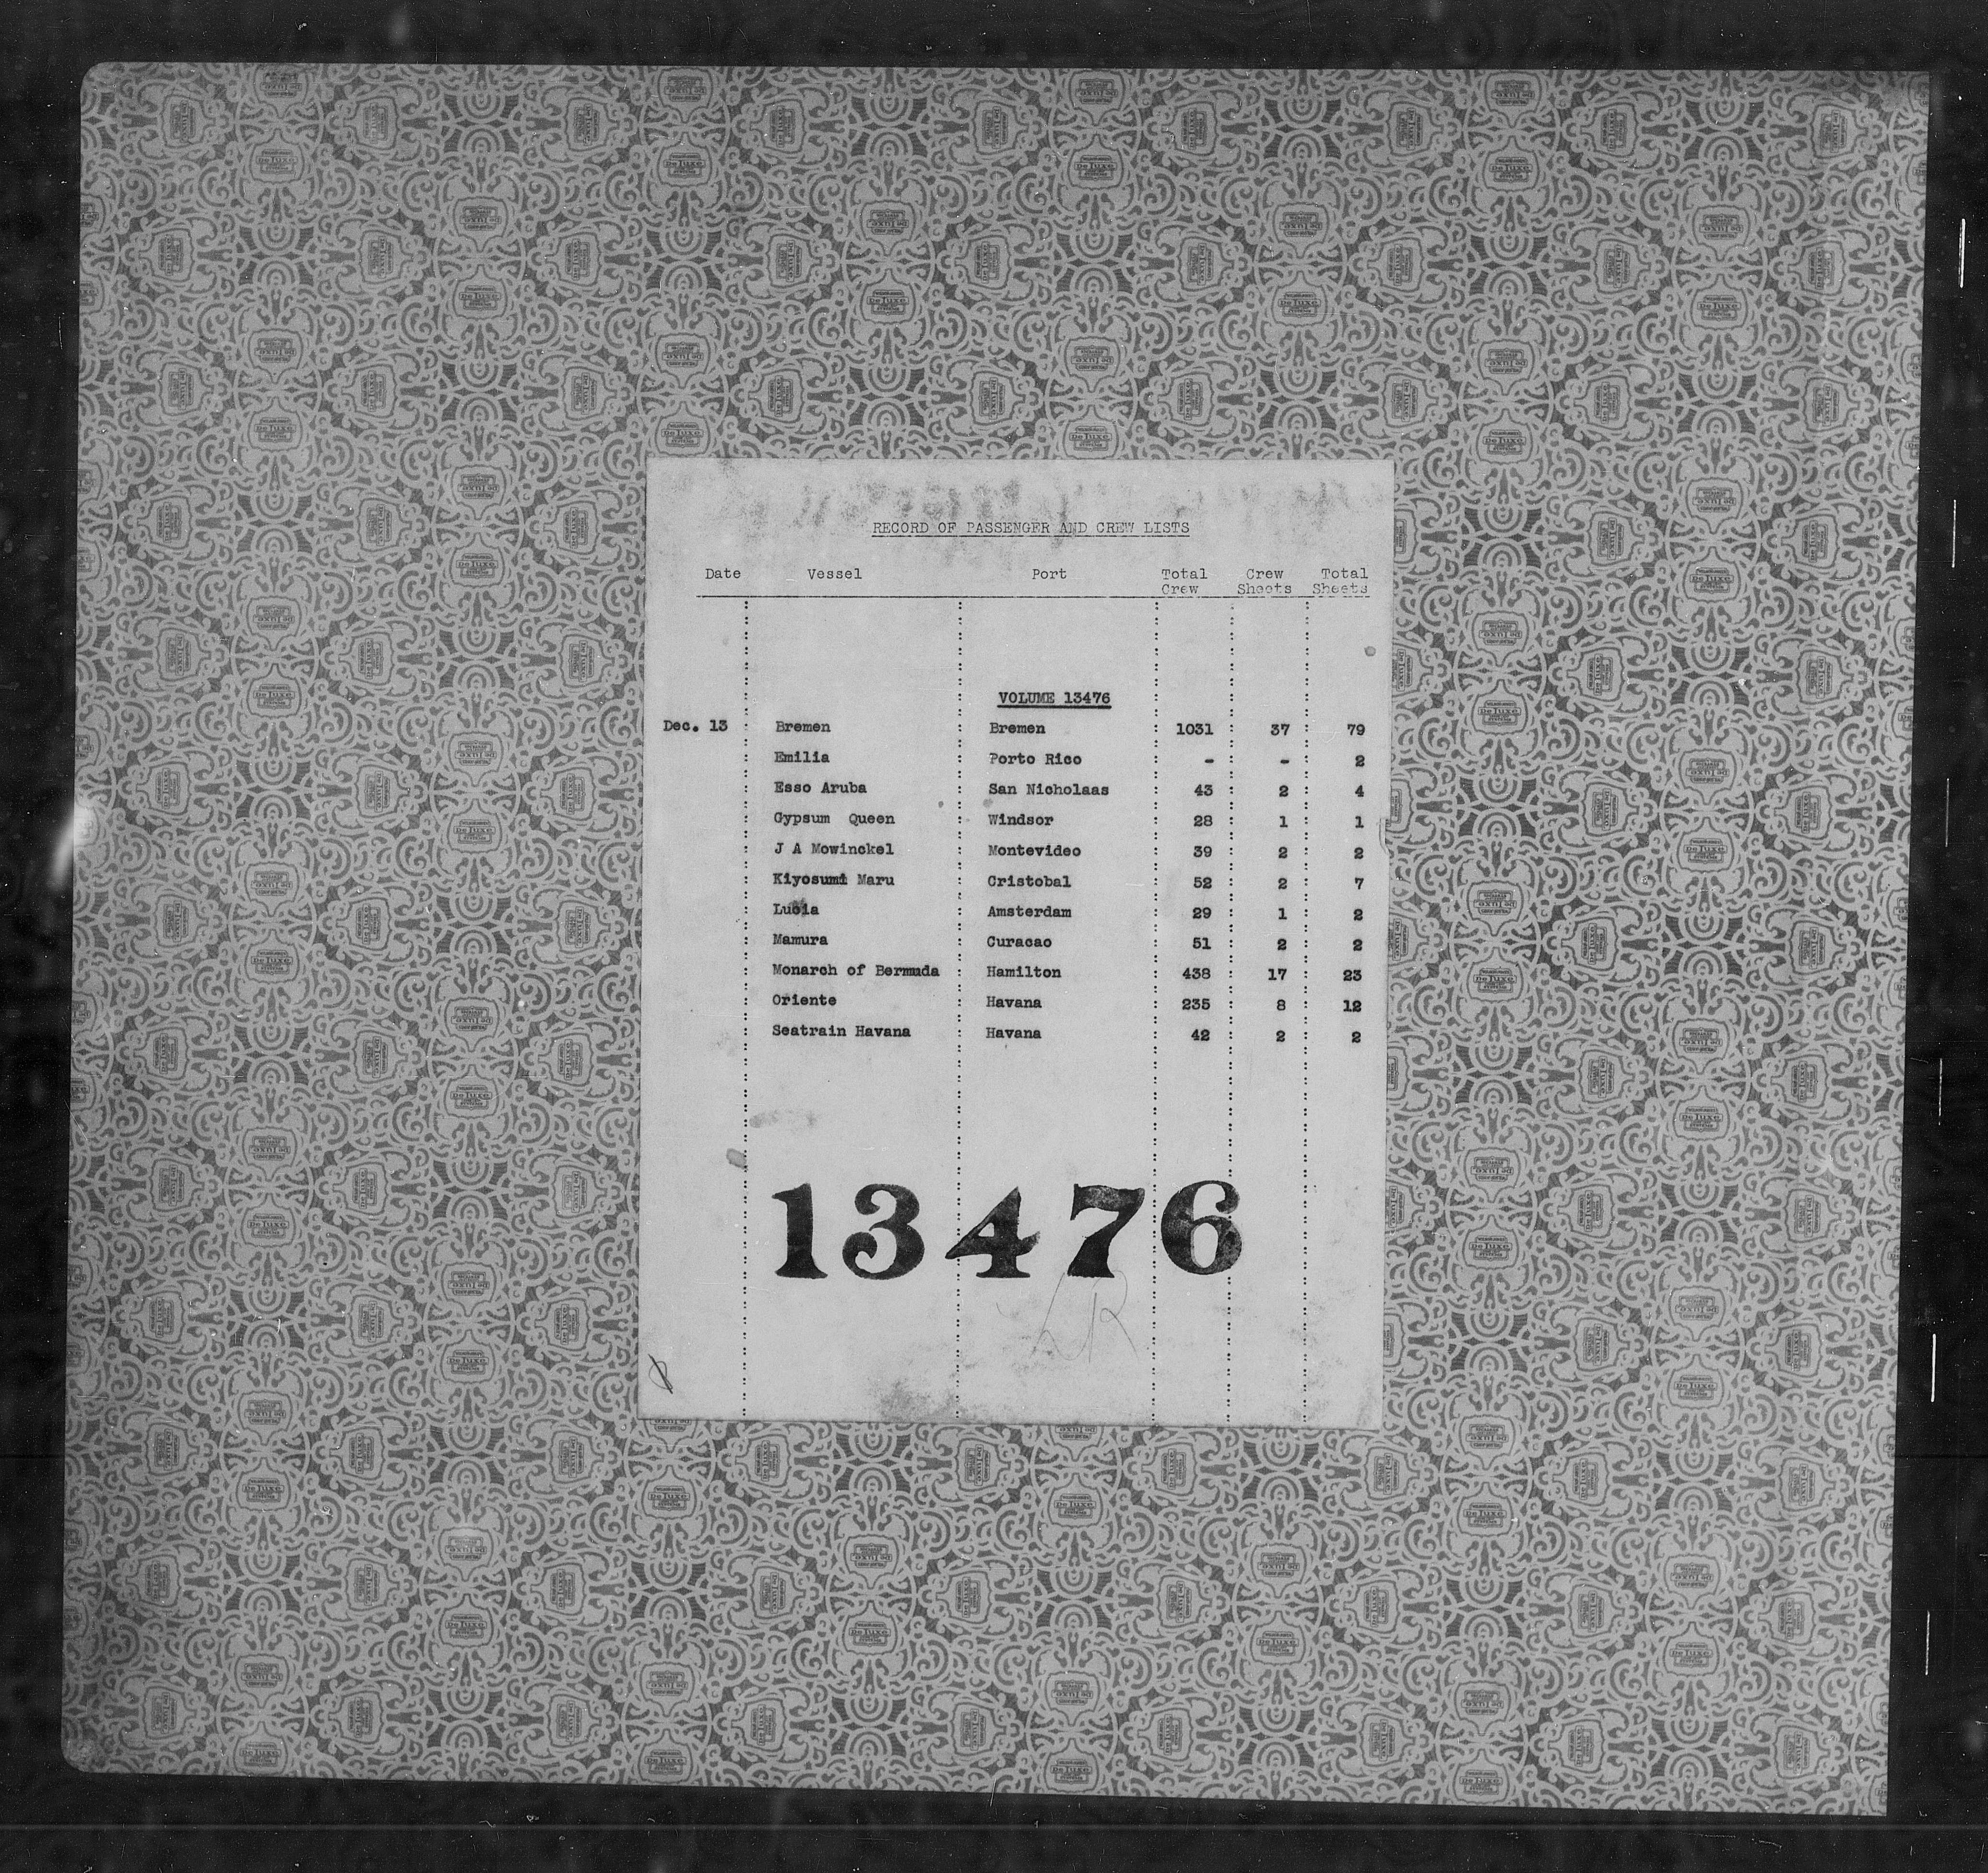 RECORD OF PASSENGER AND CREW LISTS
Date Vessel Port Total Crew Total
Crew Sheets Sheets
VOLUME 13476
Dec. 13 : Bremen : Bremen : 1031 : 37 : 79
: Emilia : Porto Rico : - : - : 2
: Esso Aruba : San Nicholaas : 43 : 2 : 4
: Gypsum Queen : Windsor : 28 : 1 : 1
: J A Mowinckel : Montevideo : 39 : 2 : 2
: Kiyosumi Maru : Cristobal : 52 : 2 : 7
: Lucia : Amsterdam : 29 : 1 : 2
: Mamura : Curacao : 51 : 2 : 2
: Monarch of Bermuda : Hamilton : 438 : 17 : 23
: Oriente : Havana : 235 : 8 : 12
: Seatrain Havana : Havana : 42 : 2 : 2
13476
LR
De Luxe